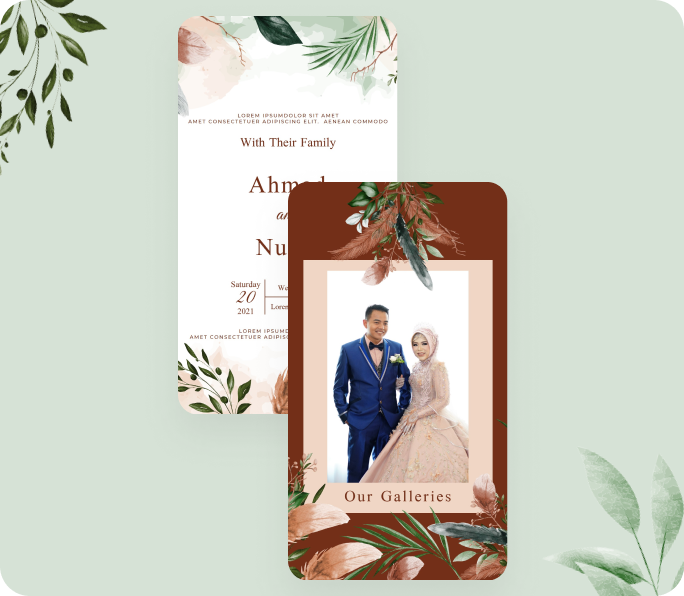 LOREM IPSUMDOLOR SIT AMET
AMET CONSECTETUER ADIPISCING ELIT. AENEAN COMMODO
With Their Family
Saturday
20
2021
LOREM IPSUMD
AMET CONSECTETUER ADIPIS
Our Galleries